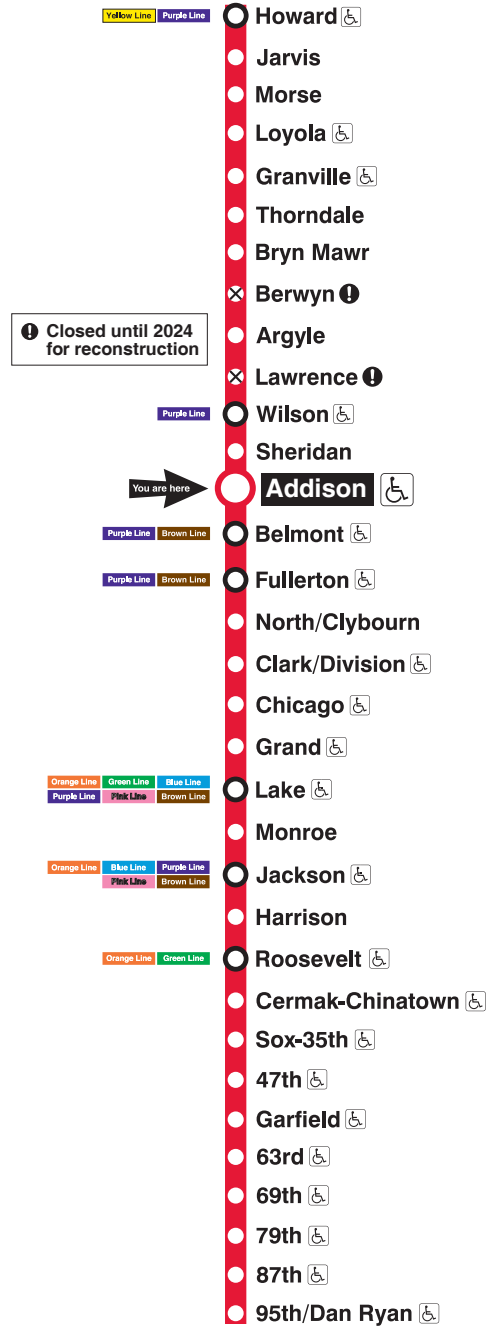 Yellow Line Purple Line Howard
Jarvis
Morse
Loyola
Granville
Thorndale
Bryn Mawr
Berwyn !
! Closed until 2024
for reconstruction
Argyle
Lawrence !
Purple Line Wilson
Sheridan
You are here Addison
Purple Line Brown Line Belmont
Purple Line Brown Line Fullerton
North/Clybourn
Clark/Division
Chicago
Grand
Orange Line Green Line Blue Line
Purple Line Pink Line Brown Line
Lake
Monroe
Orange Line Blue Line Purple Line
Pink Line Brown Line
Jackson
Harrison
Orange Line Green Line Roosevelt
Cermak-Chinatown
Sox-35th
47th
Garfield
63rd
69th
79th
87th
95th/Dan Ryan